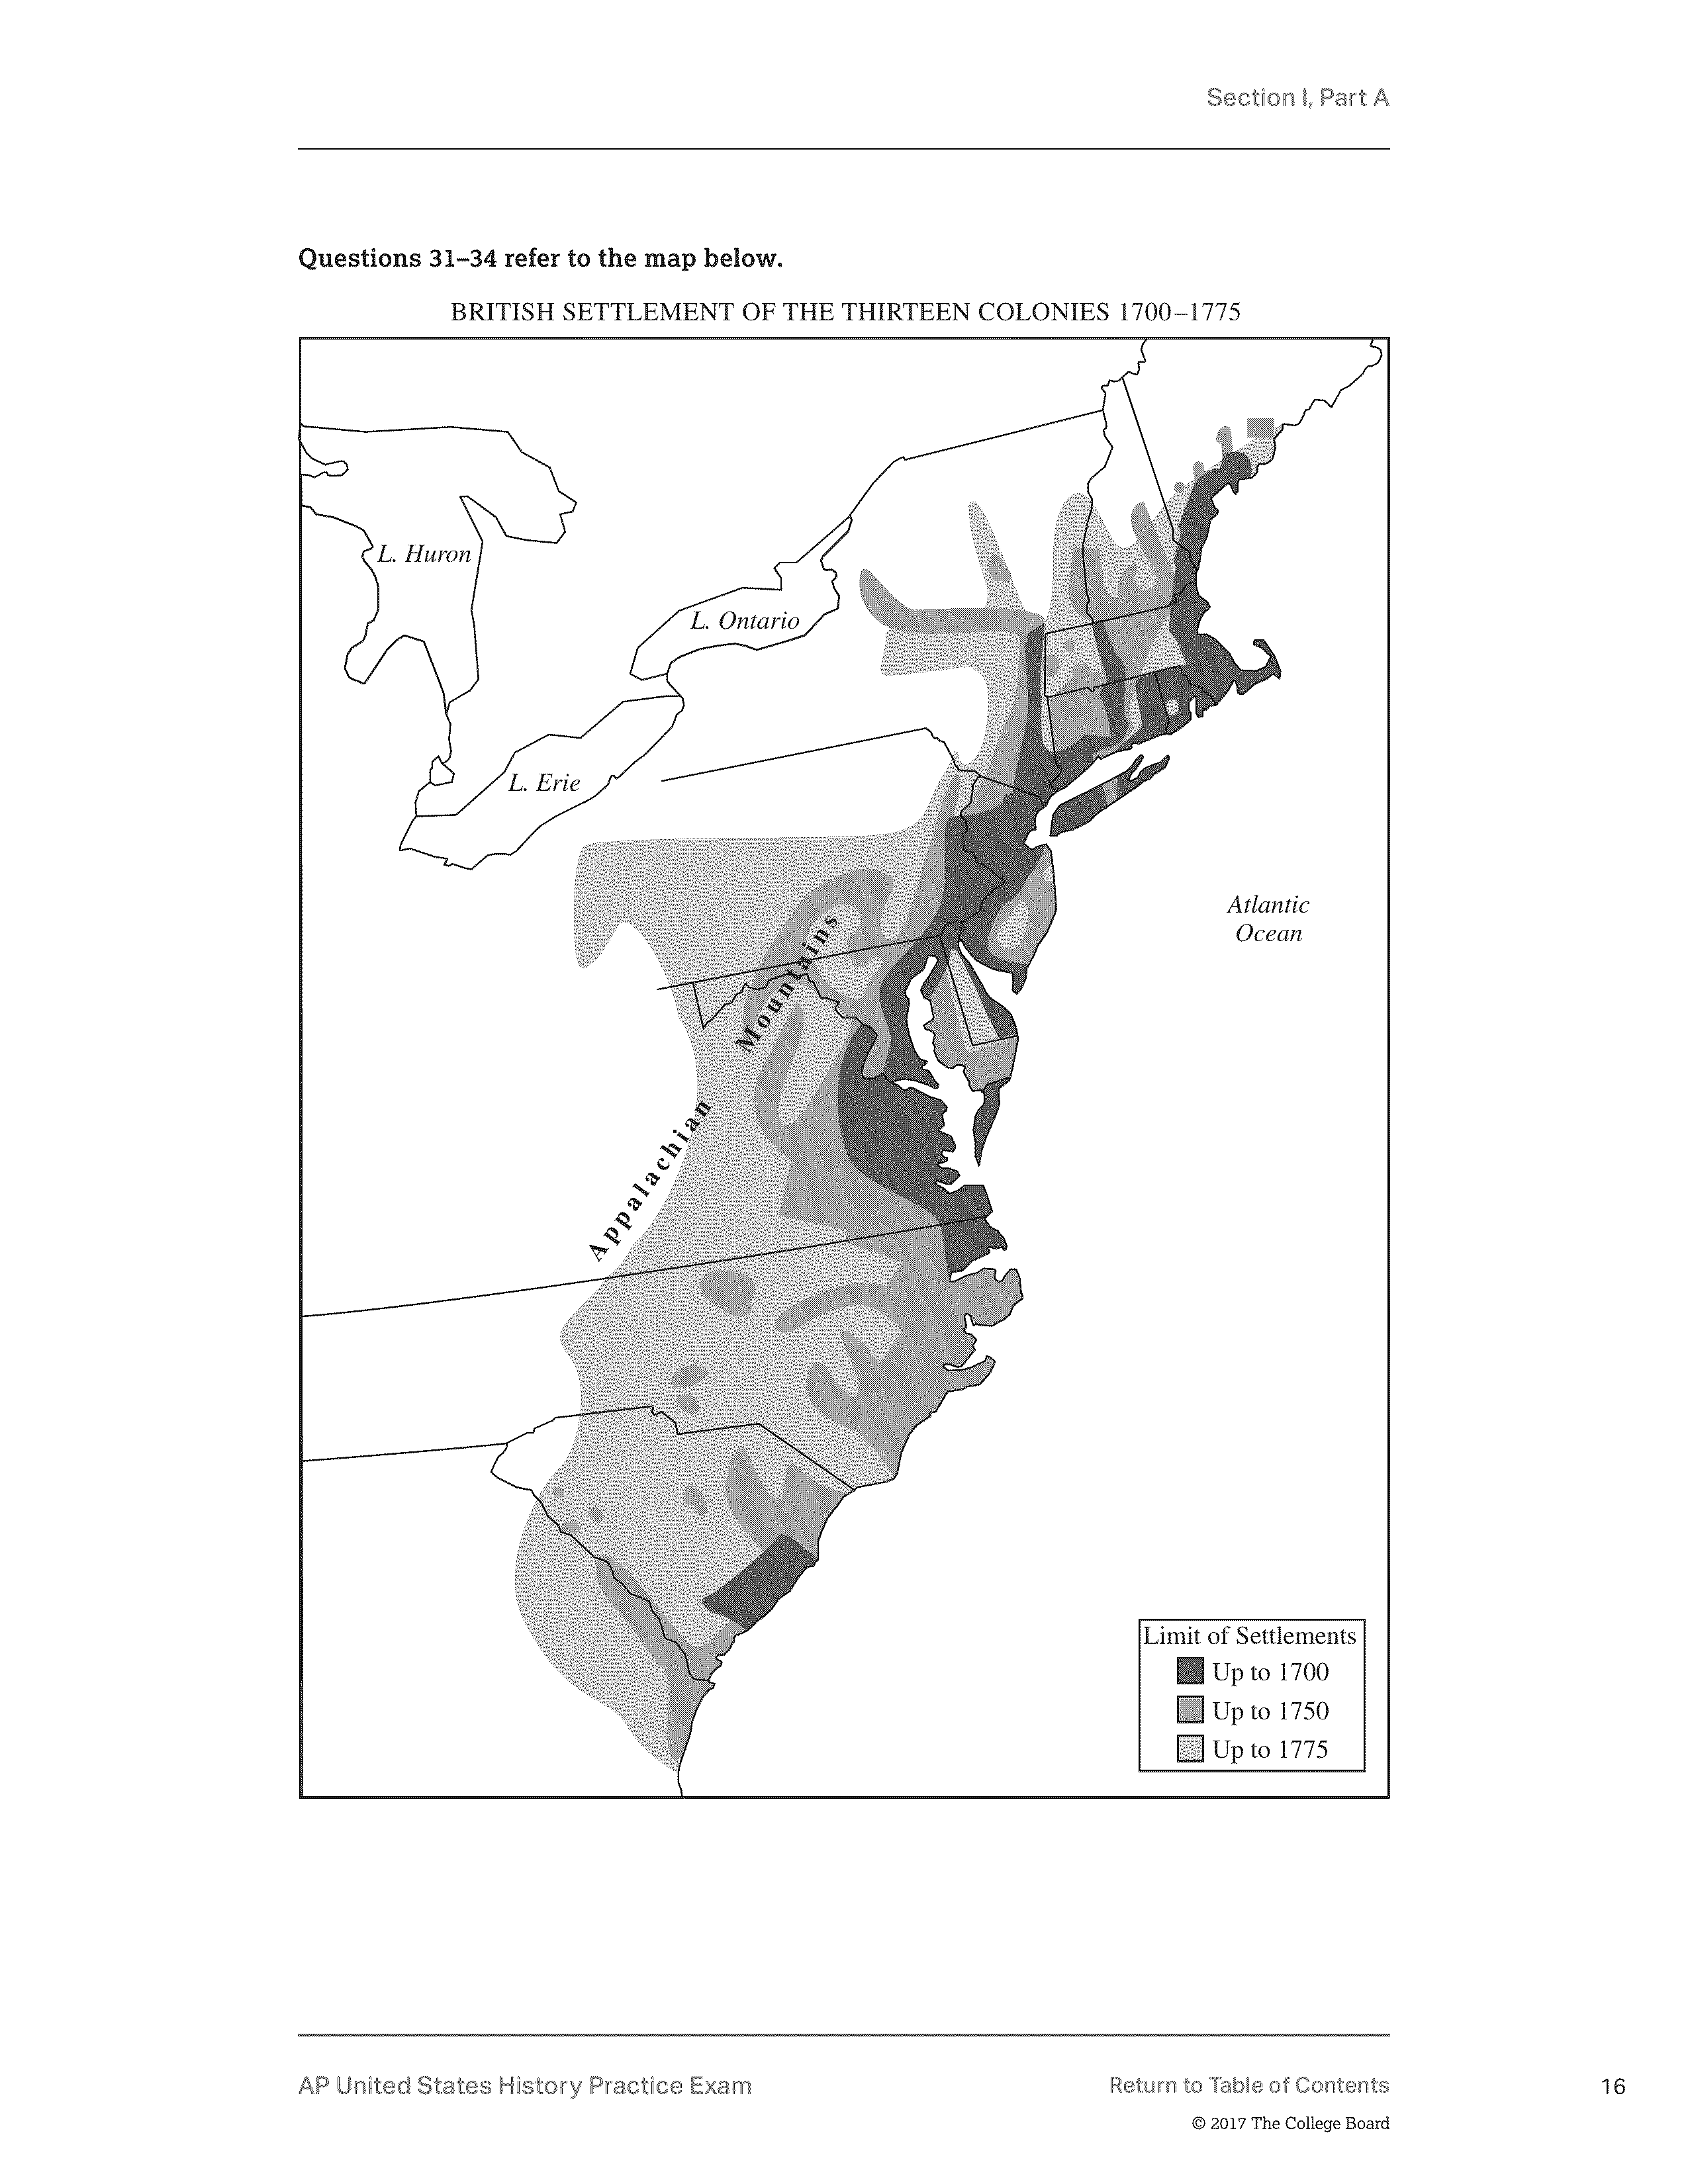 Section I, Part A
Questions 31–34 refer to the map below.
BRITISH SETTLEMENT OF THE THIRTEEN COLONIES 1700–1775
L. Huron
L. Ontario
L. Erie
Atlantic
Ocean
Appalachian Mountains
Limit of Settlements
Up to 1700
Up to 1750
Up to 1775
AP United States History Practice Exam
Return to Table of Contents
16
© 2017 The College Board